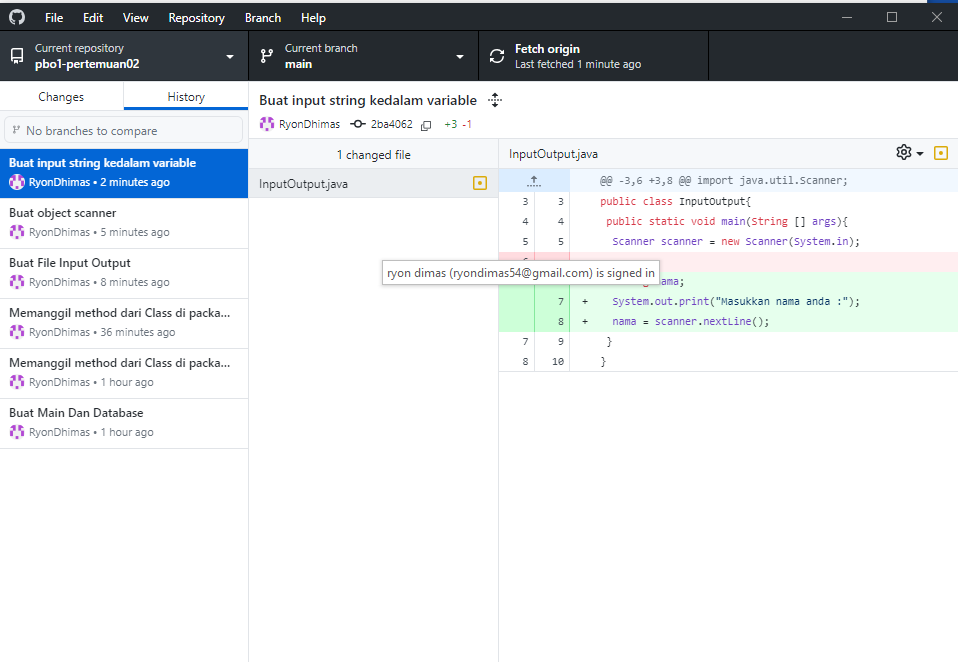 File Edit View Repository Branch Help
Current repository
pbo1-pertemuan02
Current branch
main
Fetch origin
Last fetched 1 minute ago
Changes History
No branches to compare
Buat input string kedalam variable
RyonDhimas • 2 minutes ago
Buat object scanner
RyonDhimas • 5 minutes ago
Buat File Input Output
RyonDhimas • 8 minutes ago
Memanggil method dari Class di packa...
RyonDhimas • 36 minutes ago
Memanggil method dari Class di packa...
RyonDhimas • 1 hour ago
Buat Main Dan Database
RyonDhimas • 1 hour ago
Buat input string kedalam variable
RyonDhimas 2ba4062 +3 -1
1 changed file
InputOutput.java
InputOutput.java
@@ -3,6 +3,8 @@ import java.util.Scanner;
3 3 public class InputOutput{
4 4 public static void main(String [] args){
5 5 Scanner scanner = new Scanner(System.in);
ryon dimas (ryondimas54@gmail.com) is signed in
nama;
7 + System.out.print("Masukkan nama anda :");
8 + nama = scanner.nextLine();
7 9 }
8 10 }